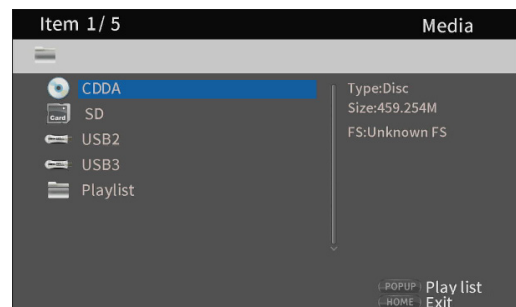 Item 1/ 5
Media
CDDA
SD
Card
USB2
USB3
Playlist
Type:Disc
Size:459.254M
FS:Unknown FS
POPUP Play list
HOME Exit